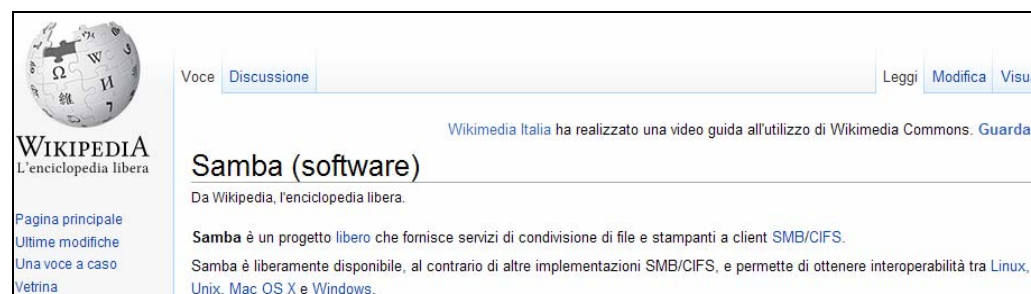 WIKIPEDIA
L'enciclopedia libera
Pagina principale
Ultime modifiche
Una voce a caso
Vetrina
Voce Discussione
Leggi Modifica
Wikimedia Italia ha realizzato una video guida all'utilizzo di Wikimedia Commons. Guarda
Samba (software)
Da Wikipedia, l'enciclopedia libera.
Samba è un progetto libero che fornisce servizi di condivisione di file e stampanti a client SMB/CIFS.
Samba è liberamente disponibile, al contrario di altre implementazioni SMB/CIFS, e permette di ottenere interoperabilità tra Linux,
Unix, Mac OS X e Windows.